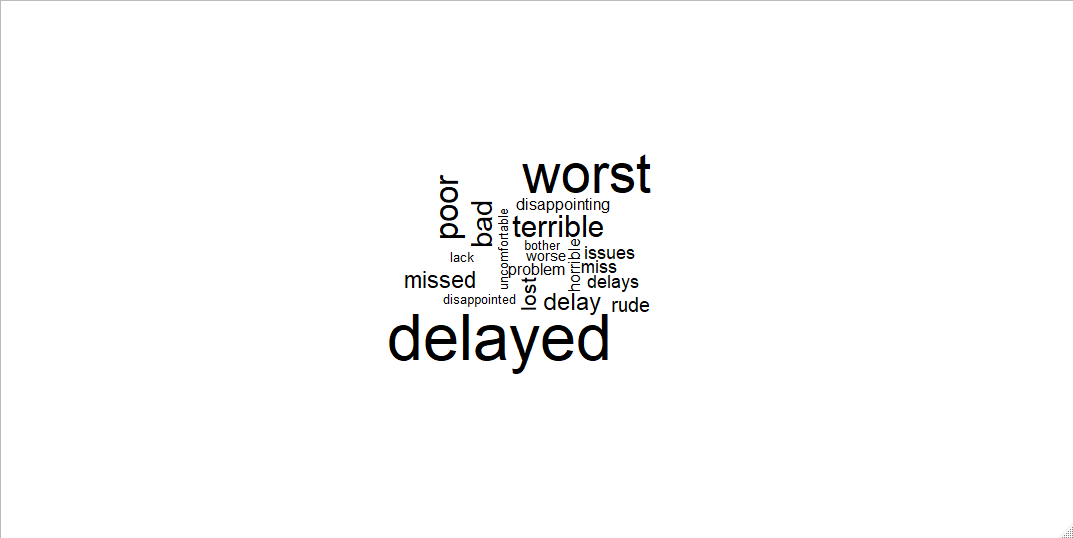 worst
poor
disappointing
bad
terrible
uncomfortable
bother
horrible
issues
lack
worse
problem
miss
missed
delays
lost
disappointed
delay
rude
delayed